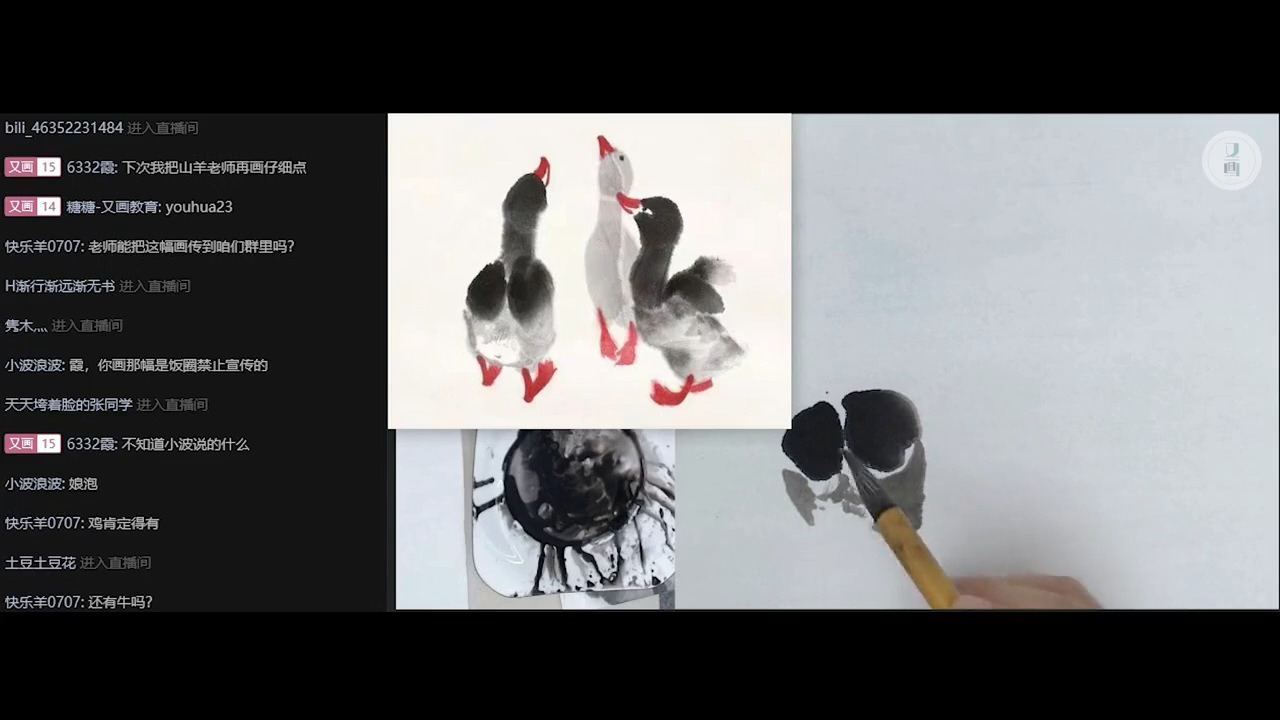 bili_46352231484 进入直播间
又画 15 6332霞: 下次我把山羊老师再画仔细点
又画 14 糖糖-又画教育: youhua23
快乐羊0707: 老师能把这幅画传到咱们群里吗?
H渐行渐远渐无书 进入直播间
隽木灬 进入直播间
小波浪波: 霞，你画那幅是饭圈禁止宣传的
天天垮着脸的张同学 进入直播间
又画 15 6332霞: 不知道小波说的什么
小波浪波: 娘泡
快乐羊0707: 鸡肯定得有
土豆土豆花 进入直播间
快乐羊0707: 还有牛吗?